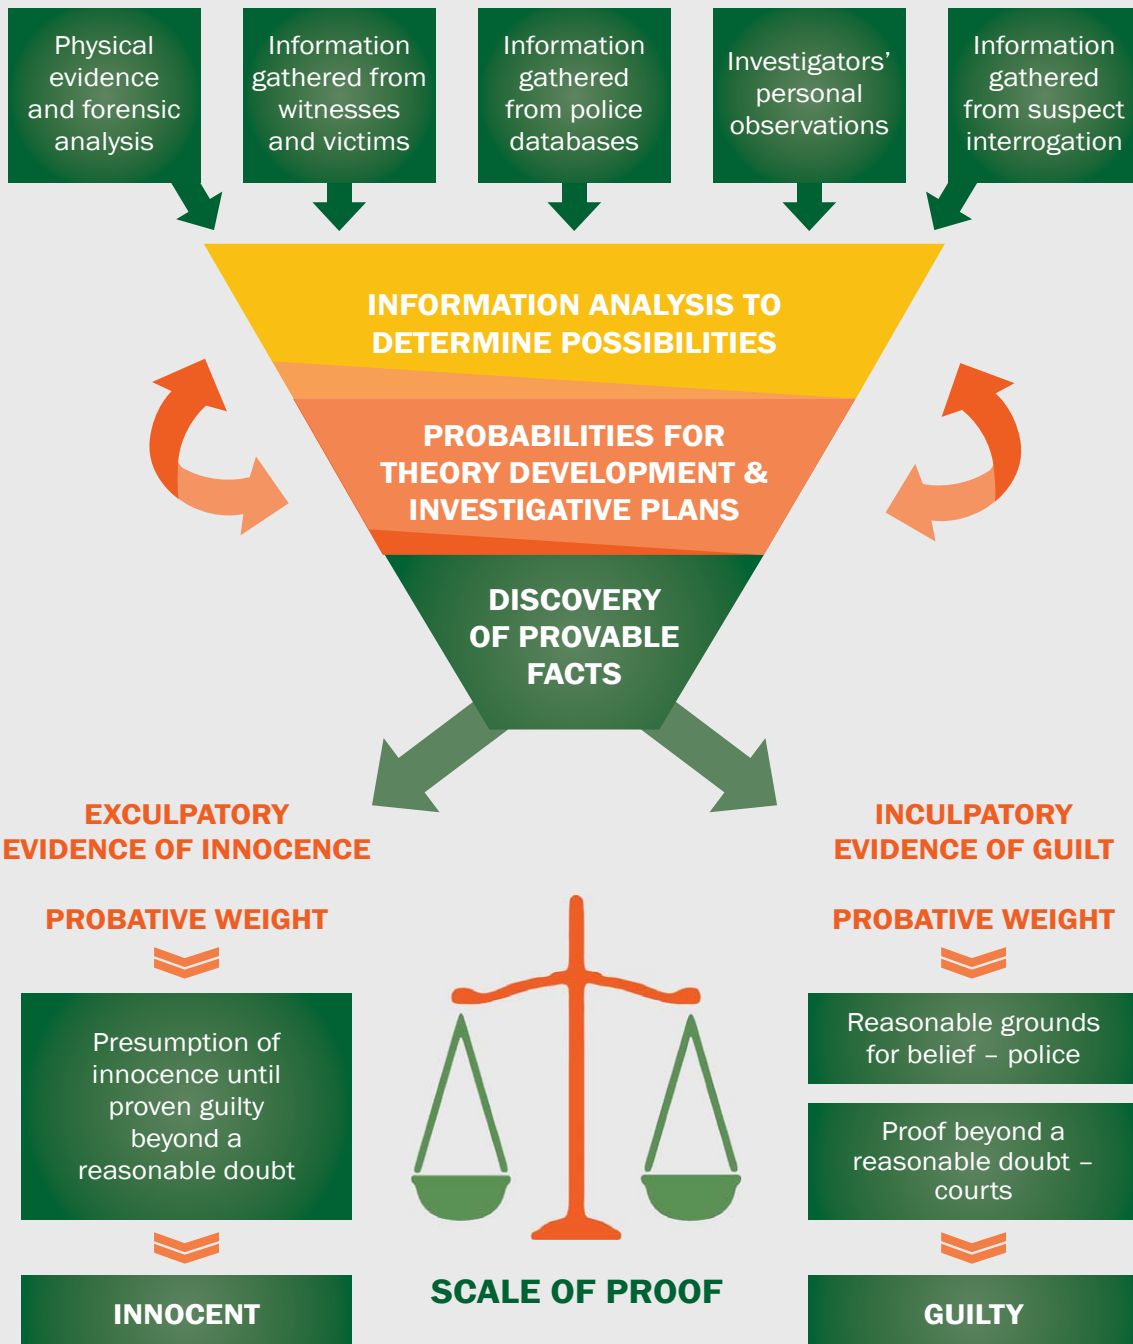 Physical
evidence
and forensic
analysis
Information
gathered from
witnesses
and victims
Information
gathered
from police
databases
Investigators’
personal
observations
Information
gathered
from suspect
interrogation
INFORMATION ANALYSIS TO
DETERMINE POSSIBILITIES
PROBABILITIES FOR
THEORY DEVELOPMENT &
INVESTIGATIVE PLANS
DISCOVERY
OF PROVABLE
FACTS
EXCULPATORY
EVIDENCE OF INNOCENCE
PROBATIVE WEIGHT
Presumption of
innocence until
proven guilty
beyond a
reasonable doubt
INNOCENT
SCALE OF PROOF
INCULPATORY
EVIDENCE OF GUILT
PROBATIVE WEIGHT
Reasonable grounds
for belief – police
Proof beyond a
reasonable doubt –
courts
GUILTY